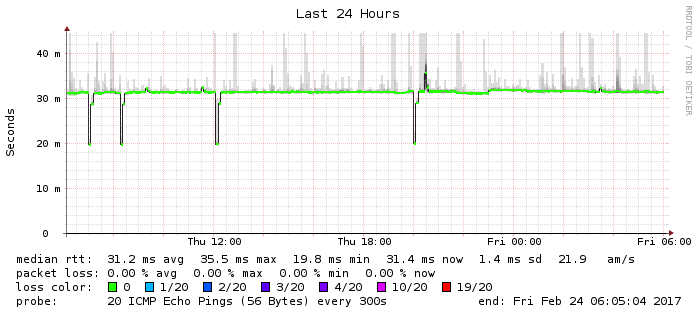 Last 24 Hours
RRDTOOL / TOBI OETIKER
Seconds
40 m
30 m
20 m
10 m
0
Thu 12:00 Thu 18:00 Fri 00:00 Fri 06:00
median rtt: 31.2 ms avg 35.5 ms max 19.8 ms min 31.4 ms now 1.4 ms sd 21.9 am/s
packet loss: 0.00 % avg 0.00 % max 0.00 % min 0.00 % now
loss color: 0 1/20 2/20 3/20 4/20 10/20 19/20
probe: 20 ICMP Echo Pings (56 Bytes) every 300s end: Fri Feb 24 06:05:04 2017